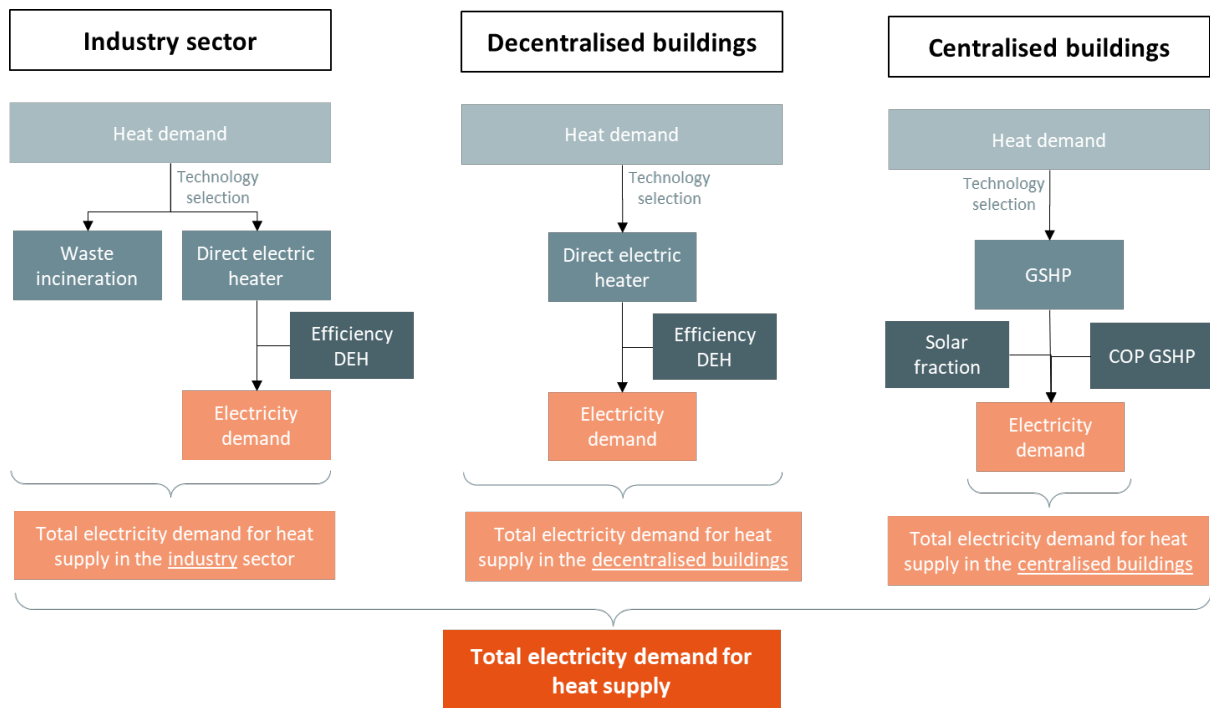 Industry sector
Decentralised buildings
Centralised buildings
Heat demand
Heat demand
Heat demand
Technology
selection
Technology
selection
Technology
selection
Waste
incineration
Direct electric
heater
Direct electric
heater
GSHP
Efficiency
DEH
Efficiency
DEH
Solar
fraction
COP GSHP
Electricity
demand
Electricity
demand
Electricity
demand
Total electricity demand for heat
supply in the industry sector
Total electricity demand for heat
supply in the decentralised buildings
Total electricity demand for heat
supply in the centralised buildings
Total electricity demand for
heat supply